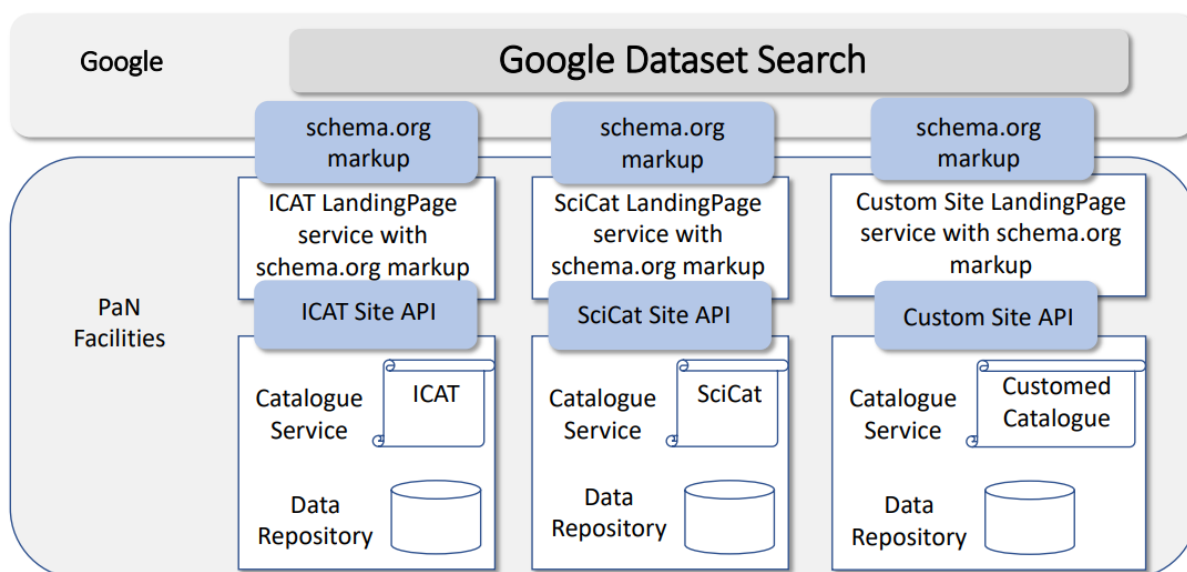 Google
Google Dataset Search
schema.org
markup
schema.org
markup
schema.org
markup
ICAT LandingPage
service with
schema.org markup
SciCat LandingPage
service with
schema.org markup
Custom Site LandingPage
service with schema.org
markup
PaN
Facilities
ICAT Site API
SciCat Site API
Custom Site API
Catalogue
Service
ICAT
Data
Repository
Catalogue
Service
SciCat
Data
Repository
Catalogue
Service
Customed
Catalogue
Data
Repository